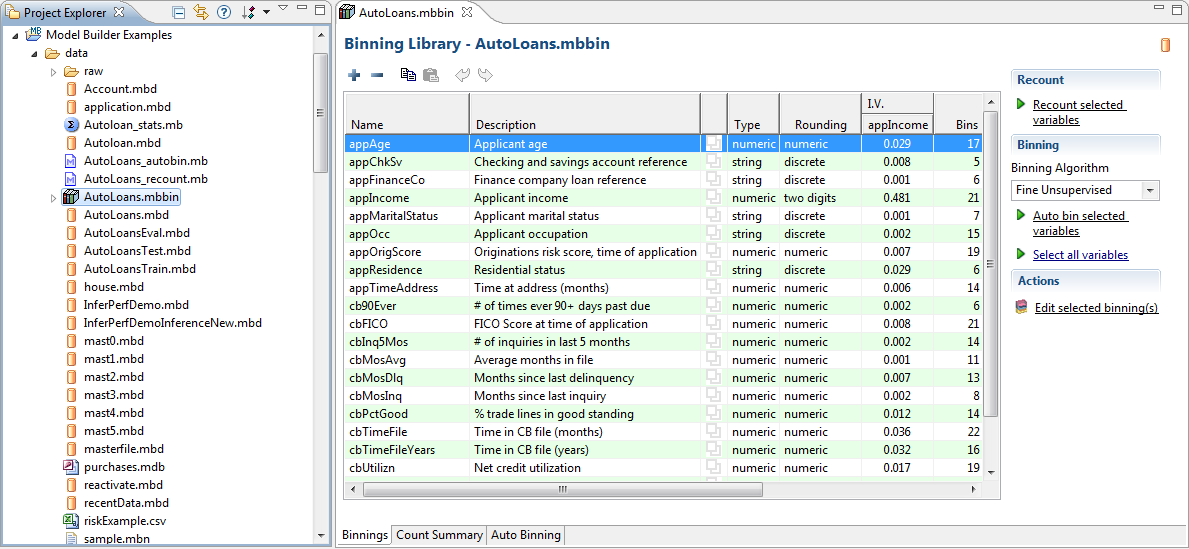 Project Explorer
Model Builder Examples
data
raw
Account.mbd
application.mbd
Autoloan_stats.mb
Autoloan.mbd
AutoLoans_autobin.mb
AutoLoans_recount.mb
AutoLoans.mbbin
AutoLoans.mbd
AutoLoansEval.mbd
AutoLoansTest.mbd
AutoLoansTrain.mbd
house.mbd
InferPerfDemo.mbd
InferPerfDemoInferenceNew.mbd
mast0.mbd
mast1.mbd
mast2.mbd
mast3.mbd
mast4.mbd
mast5.mbd
masterfile.mbd
purchases.mdb
reactivate.mbd
recentData.mbd
riskExample.csv
sample.mbn
AutoLoans.mbbin
Binning Library - AutoLoans.mbbin
I.V.
Name Description Type Rounding appIncome Bins
appAge Applicant age numeric numeric 0.029 17
appChkSv Checking and savings account reference string discrete 0.008 5
appFinanceCo Finance company loan reference string discrete 0.001 6
appIncome Applicant income numeric two digits 0.481 21
appMaritalStatus Applicant marital status string discrete 0.001 7
appOcc Applicant occupation string discrete 0.002 15
appOrigScore Originations risk score, time of application numeric numeric 0.007 19
appResidence Residential status string discrete 0.029 6
appTimeAddress Time at address (months) numeric numeric 0.006 14
cb90Ever # of times ever 90+ days past due numeric numeric 0.002 6
cbFICO FICO Score at time of application numeric numeric 0.008 21
cbInq5Mos # of inquiries in last 5 months numeric numeric 0.002 14
cbMosAvg Average months in file numeric numeric 0.001 11
cbMosDlq Months since last delinquency numeric numeric 0.007 13
cbMosInq Months since last inquiry numeric numeric 0.002 8
cbPctGood % trade lines in good standing numeric numeric 0.012 14
cbTimeFile Time in CB file (months) numeric numeric 0.036 22
cbTimeFileYears Time in CB file (years) numeric numeric 0.032 16
cbUtilizn Net credit utilization numeric numeric 0.017 19
Binnings Count Summary Auto Binning
Recount
Recount selected
variables
Binning
Binning Algorithm
Fine Unsupervised
Auto bin selected
variables
Select all variables
Actions
Edit selected binning(s)